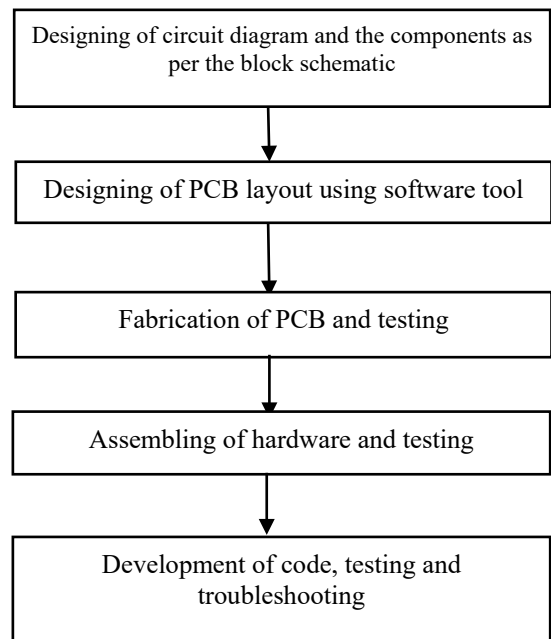 Designing of circuit diagram and the components as
per the block schematic
Designing of PCB layout using software tool
Fabrication of PCB and testing
Assembling of hardware and testing
Development of code, testing and
troubleshooting